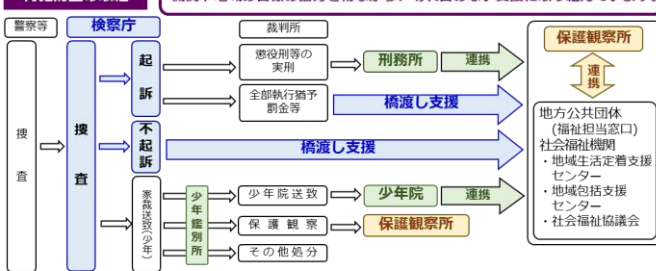 警察等
検察庁
裁判所
捜査
捜査
起訴
懲役刑等の
実刑
刑務所
連携
全部執行猶予
罰金等
橋渡し支援
不起訴
橋渡し支援
家裁送致(少年)
少年鑑別所
少年院送致
少年院
連携
保護観察
保護観察所
その他処分
保護観察所
連携
地方公共団体
(福祉担当窓口)
社会福祉機関
・地域生活定着支援
センター
・地域包括支援
センター
・社会福祉協議会